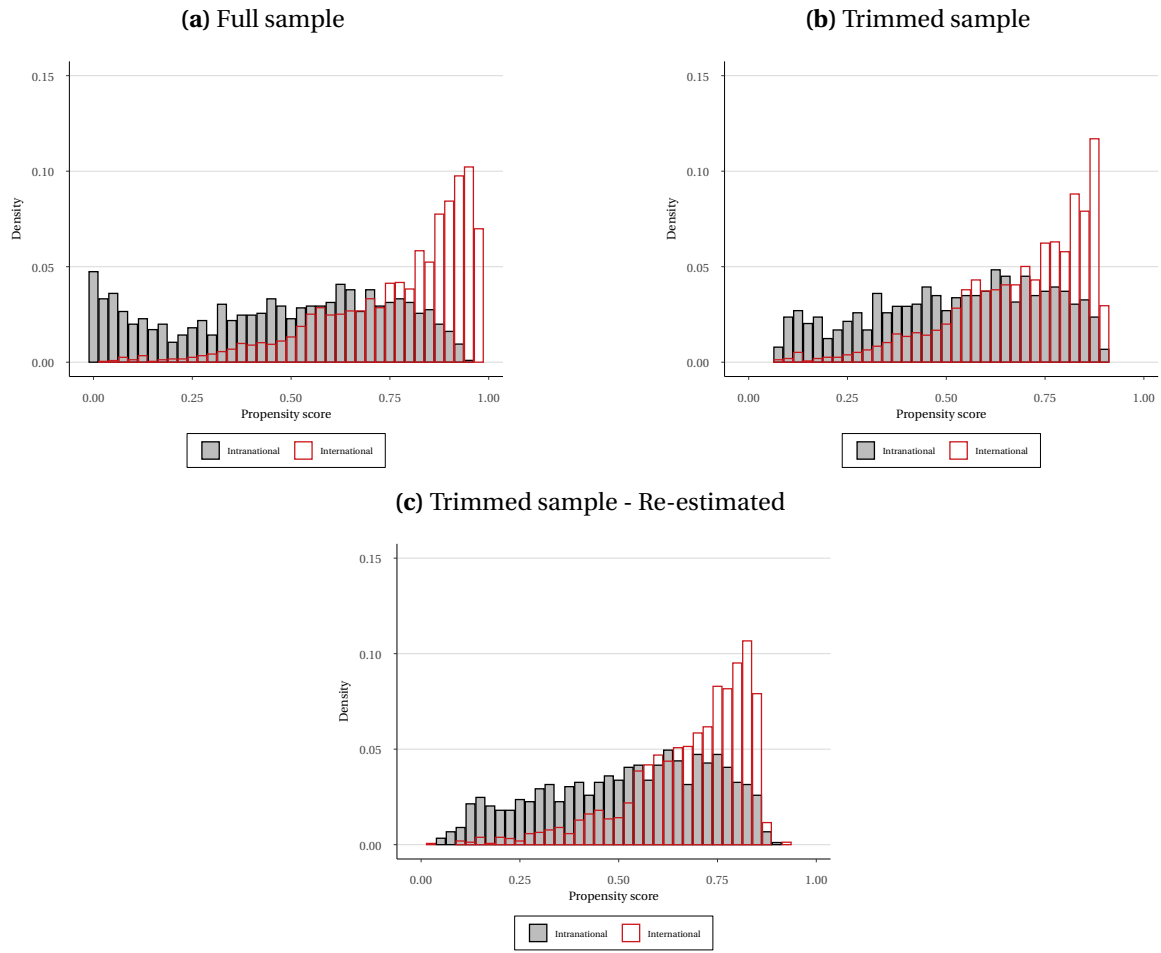 (a) Full sample
0.15
0.10
0.05
0.00
Density
0.00 0.25 0.50 0.75 1.00
Propensity score
Intranational International
(b) Trimmed sample
0.15
0.10
0.05
0.00
Density
0.00 0.25 0.50 0.75 1.00
Propensity score
Intranational International
(c) Trimmed sample - Re-estimated
0.15
0.10
0.05
0.00
Density
0.00 0.25 0.50 0.75 1.00
Propensity score
Intranational International